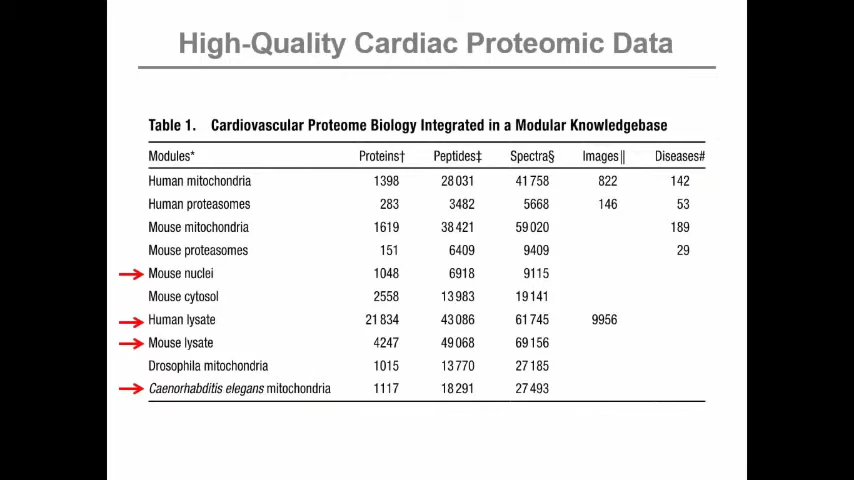 High-Quality Cardiac Proteomic Data
Table 1. Cardiovascular Proteome Biology Integrated in a Modular Knowledgebase
Modules* Proteins† Peptides‡ Spectra§ Images|| Diseases#
Human mitochondria 1398 28 031 41 758 822 142
Human proteasomes 283 3482 5668 146 53
Mouse mitochondria 1619 38 421 59 020 189
Mouse proteasomes 151 6409 9409 29
Mouse nuclei 1048 6918 9115
Mouse cytosol 2558 13 983 19 141
Human lysate 21 834 43 086 61 745 9956
Mouse lysate 4247 49 068 69 156
Drosophila mitochondria 1015 13 770 27 185
Caenorhabditis elegans mitochondria 1117 18 291 27 493